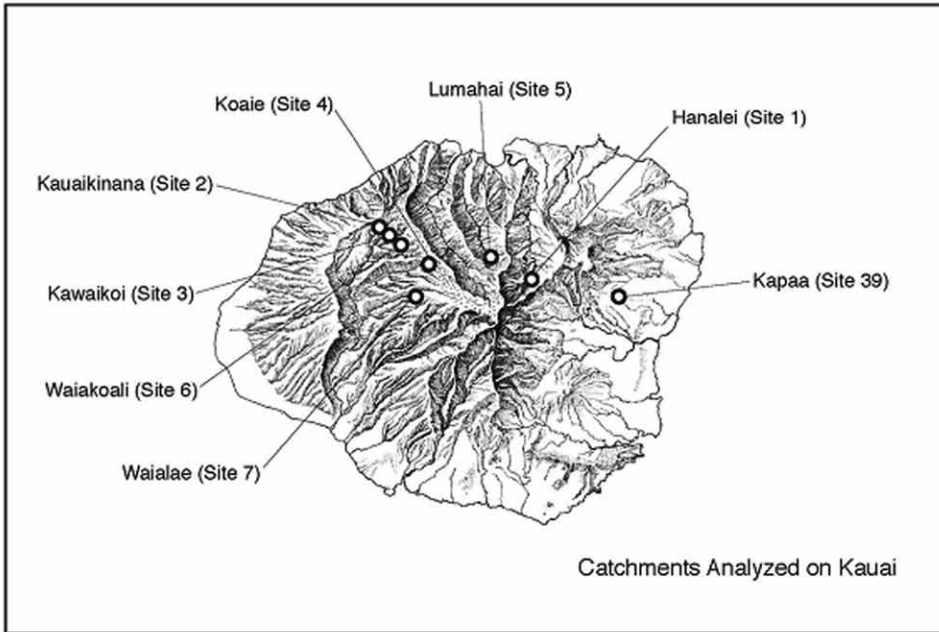 Lumahai (Site 5)
Koaie (Site 4)
Hanalei (Site 1)
Kauaikinana (Site 2)
Kawaikoi (Site 3)
Kapaa (Site 39)
Waiakoali (Site 6)
Waialae (Site 7)
Catchments Analyzed on Kauai